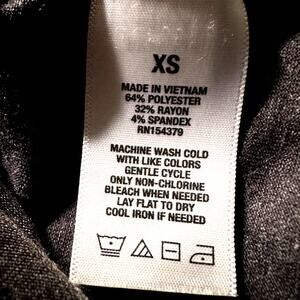 XS
MADE IN VIETNAM
64% POLYESTER
32% RAYON
4% SPANDEX
RN154379
MACHINE WASH COLD
WITH LIKE COLORS
GENTLE CYCLE
ONLY NON-CHLORINE
BLEACH WHEN NEEDED
LAY FLAT TO DRY
COOL IRON IF NEEDED